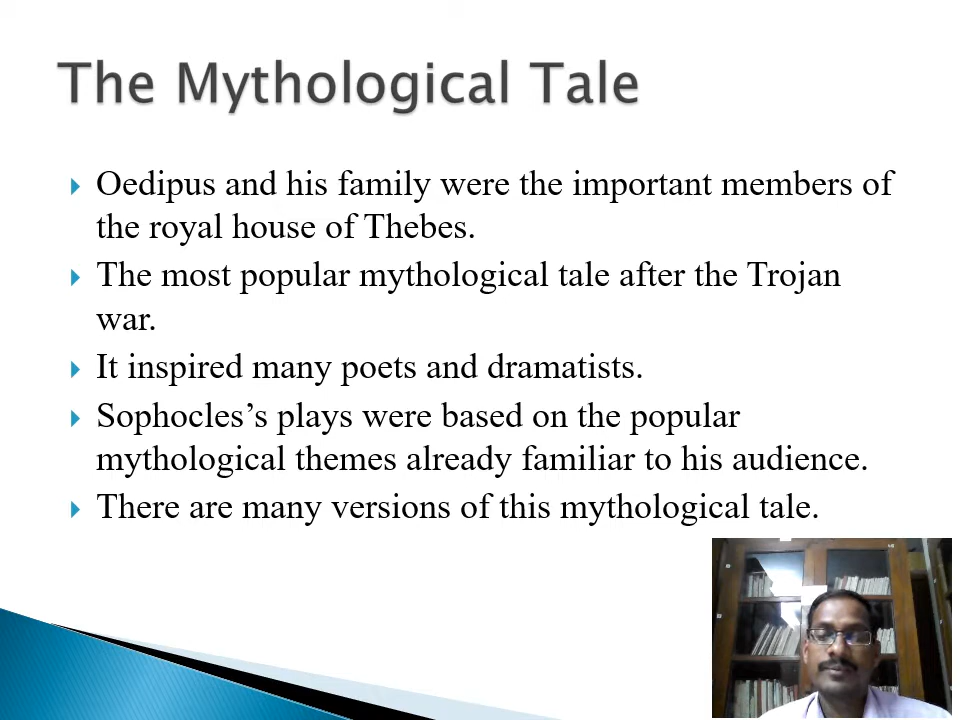 The Mythological Tale
Oedipus and his family were the important members of
the royal house of Thebes.
The most popular mythological tale after the Trojan
war.
It inspired many poets and dramatists.
Sophocles’s plays were based on the popular
mythological themes already familiar to his audience.
There are many versions of this mythological tale.